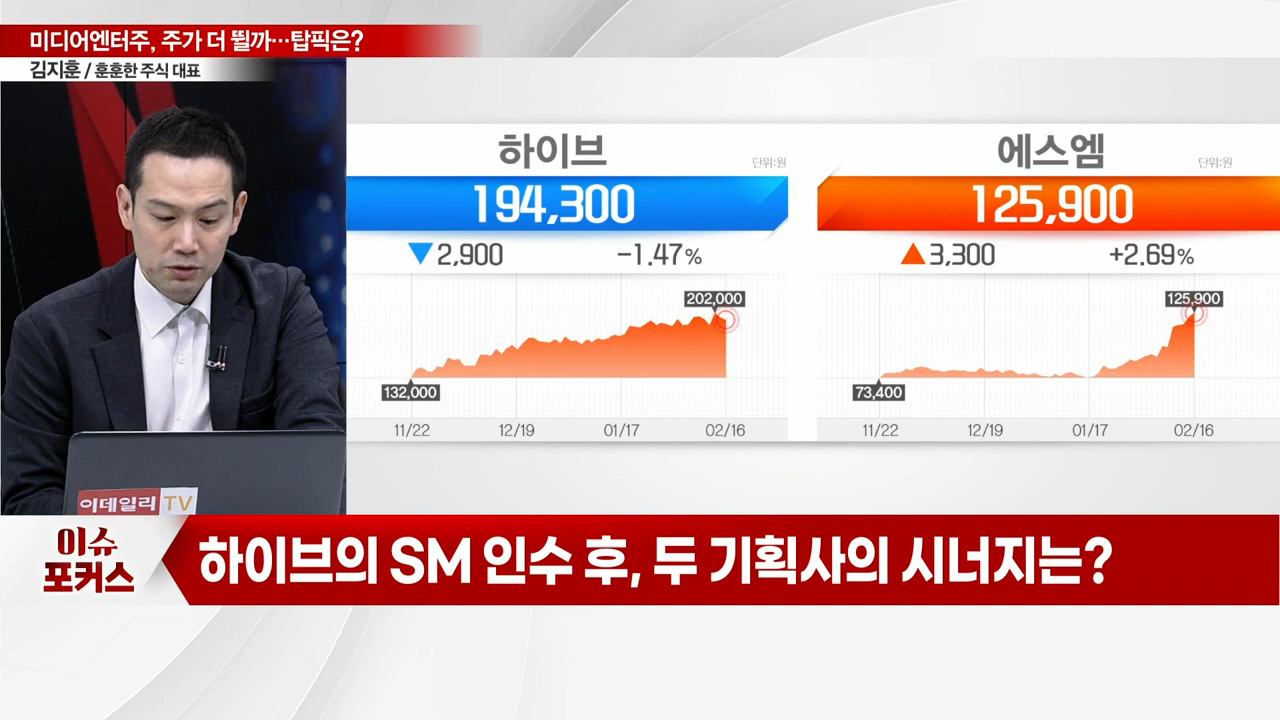 미디어엔터주, 주가 더 뛸까…탑픽은?
김지훈 / 훈훈한 주식 대표
하이브
단위:원
194,300
▼2,900 -1.47%
202,000
132,000
11/22 12/19 01/17 02/16
에스엠
단위:원
125,900
▲3,300 +2.69%
125,900
73,400
11/22 12/19 01/17 02/16
이데일리TV
이슈
포커스
하이브의 SM 인수 후, 두 기획사의 시너지는?